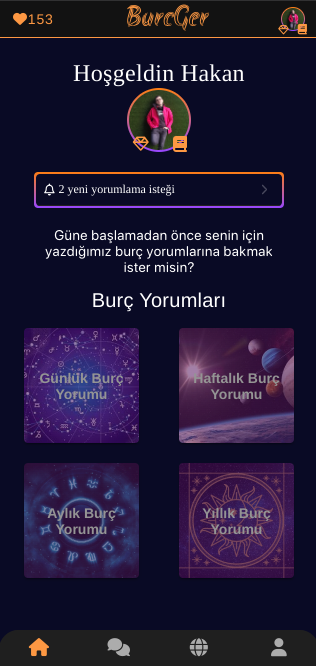 153
BurcGer
Hoşgeldin Hakan
2 yeni yorumlama isteği
Güne başlamadan önce senin için
yazdığımız burç yorumlarına bakmak
ister misin?
Burç Yorumları
Günlük Burç
Yorumu
Haftalık Burç
Yorumu
Aylık Burç
Yorumu
Yıllık Burç
Yorumu